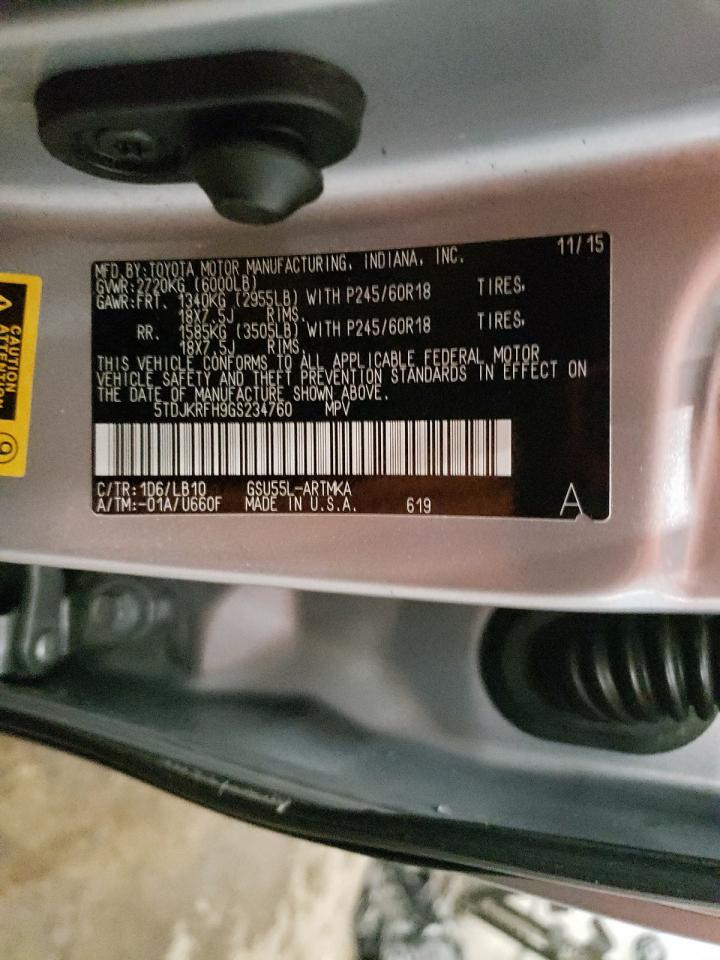 MFD.BY:TOYOTA MOTOR MANUFACTURING, INDIANA, INC. 11/15
GVWR:2720KG (6000LB)
GAWR:FRT. 1340KG (2955LB) WITH P245/60R18 TIRES,
18X7.5J RIMS.
RR. 1585KG (3505LB) WITH P245/60R18 TIRES,
18X7.5J RIMS.
THIS VEHICLE CONFORMS TO ALL APPLICABLE FEDERAL MOTOR
VEHICLE SAFETY AND THEFT PREVENTION STANDARDS IN EFFECT ON
THE DATE OF MANUFACTURE SHOWN ABOVE.
5TDJKRFH9GS234760 MPV
C/TR:1D6/LB10 GSU55L-ARTMKA
A/TM:-01A/U660F MADE IN U.S.A. 619 A
CAUTION
ATTENTION